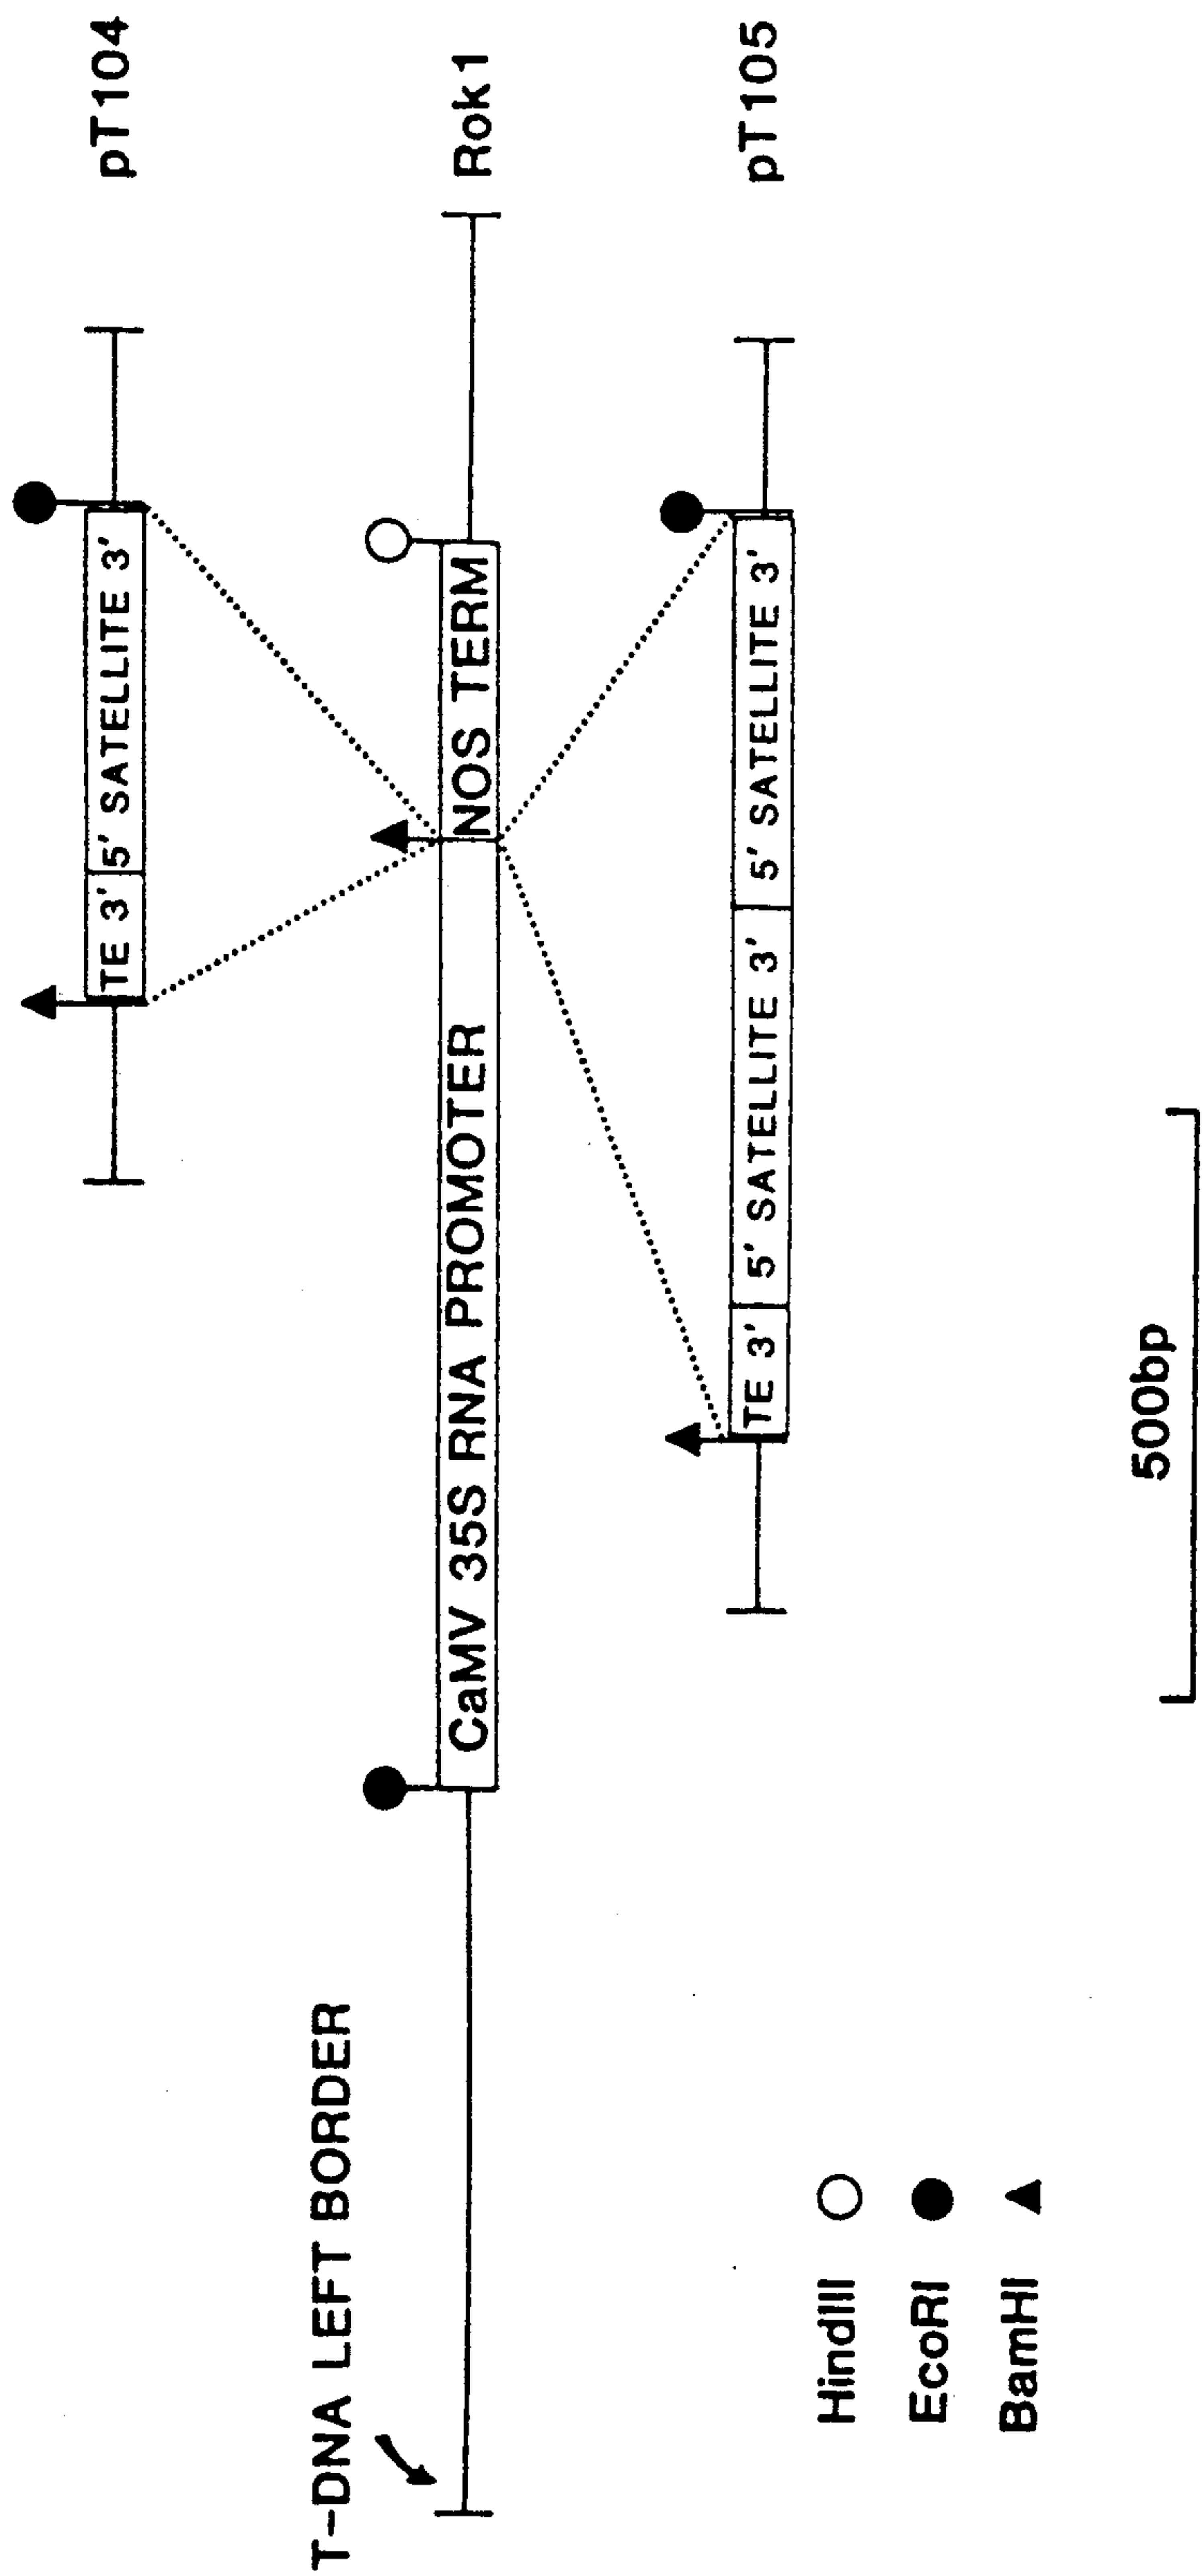 pT104
TE 3' 5' SATELLITE 3'
T-DNA LEFT BORDER
CaMV 35S RNA PROMOTER NOS TERM
Rok1
TE 3' 5' SATELLITE 3' 5' SATELLITE 3'
pT105
HindIII
EcoRI
BamHI
500bp